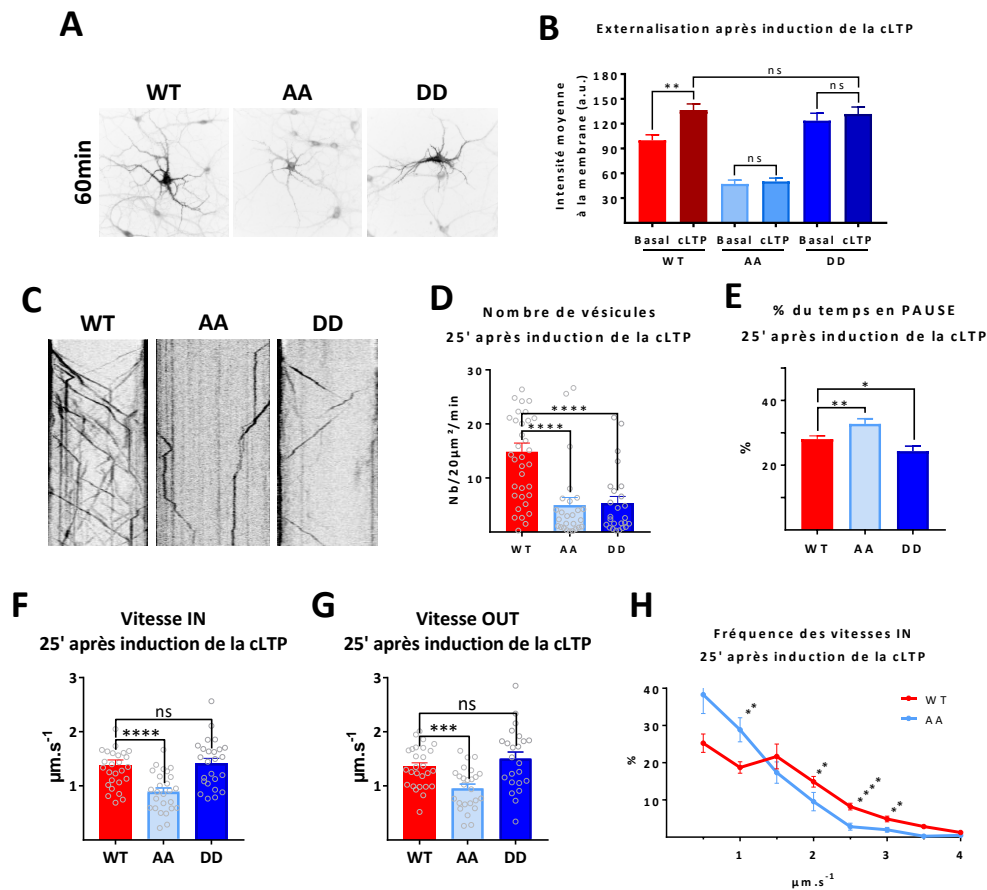 A
WT AA DD
60min
B
Externalisation après induction de la cLTP
Intensité moyenne
à la membrane (a.u.)
180
150
120
90
60
30
** ns ns ns
Basal cLTP Basal cLTP Basal cLTP
WT AA DD
C
WT AA DD
D
Nombre de vésicules
25' après induction de la cLTP
Nb/20µm²/min
30
20
10
****
****
WT AA DD
E
% du temps en PAUSE
25' après induction de la cLTP
%
40
20
*
**
WT AA DD
F
Vitesse IN
25' après induction de la cLTP
µm.s-1
3
2
1
ns
****
WT AA DD
G
Vitesse OUT
25' après induction de la cLTP
µm.s-1
3
2
1
ns
***
WT AA DD
H
Fréquence des vitesses IN
25' après induction de la cLTP
%
40
30
20
10
WT
AA
** ** **** **
1 2 3 4
µm.s-1